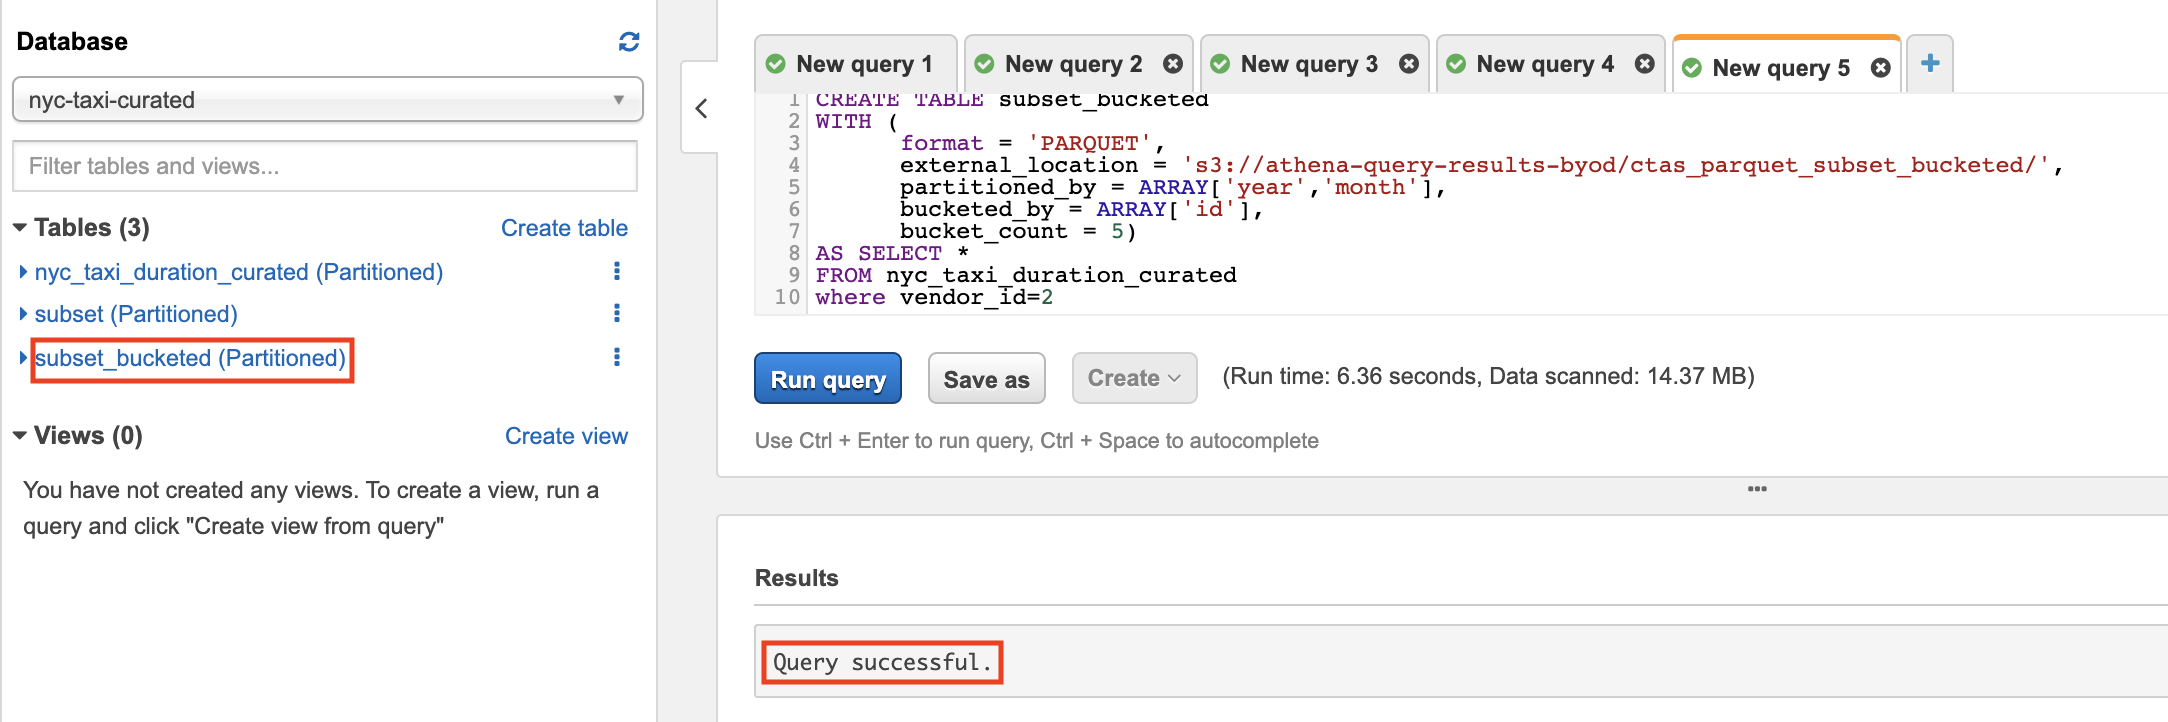 Database
nyc-taxi-curated
Filter tables and views...
Tables (3)
Create table
nyc_taxi_duration_curated (Partitioned)
subset (Partitioned)
subset_bucketed (Partitioned)
Views (0)
Create view
You have not created any views. To create a view, run a
query and click "Create view from query"
New query 1
New query 2
New query 3
New query 4
New query 5
1 CREATE TABLE subset_bucketed
2 WITH (
3 format = 'PARQUET',
4 external_location = 's3://athena-query-results-byod/ctas_parquet_subset_bucketed/',
5 partitioned_by = ARRAY['year','month'],
6 bucketed_by = ARRAY['id'],
7 bucket_count = 5)
8 AS SELECT *
9 FROM nyc_taxi_duration_curated
10 where vendor_id=2
Run query
Save as
Create
(Run time: 6.36 seconds, Data scanned: 14.37 MB)
Use Ctrl + Enter to run query, Ctrl + Space to autocomplete
Results
Query successful.